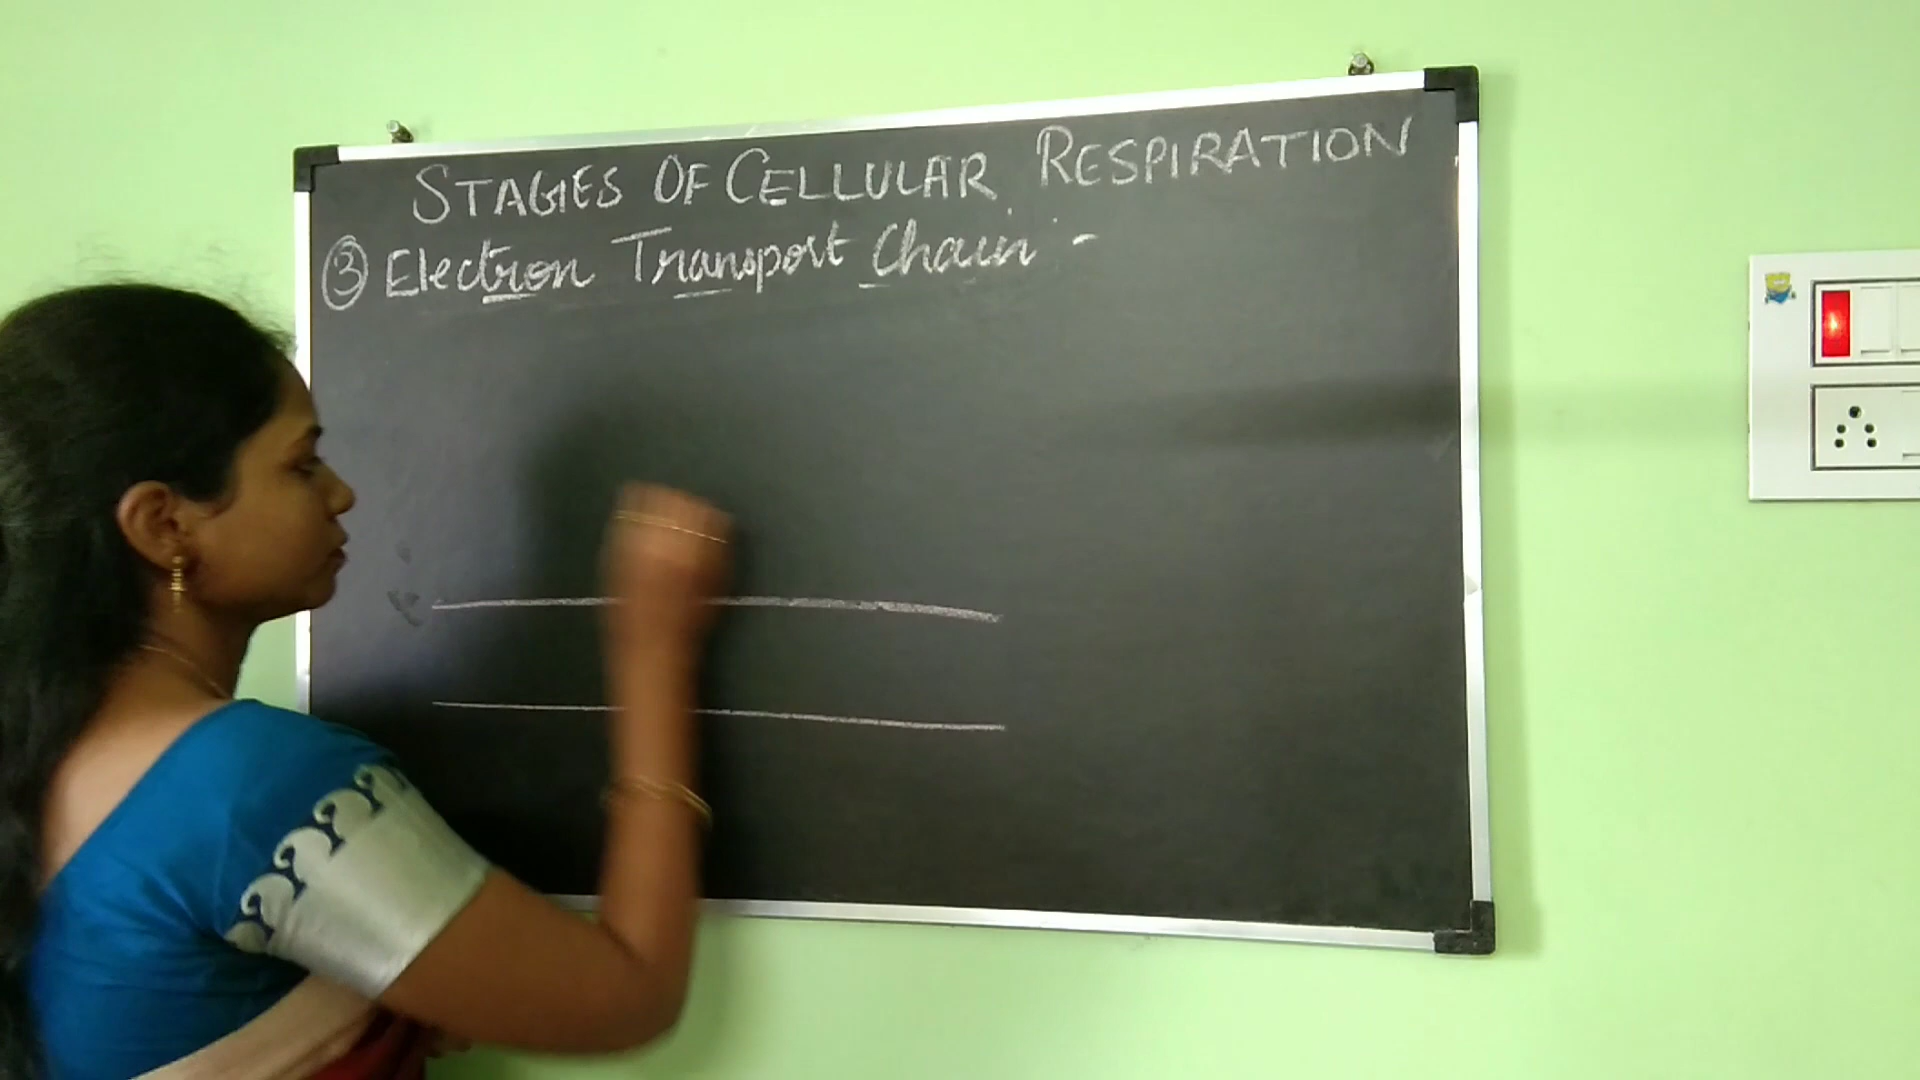 STAGES OF CELLULAR RESPIRATION
③ Electron Transport Chain :-